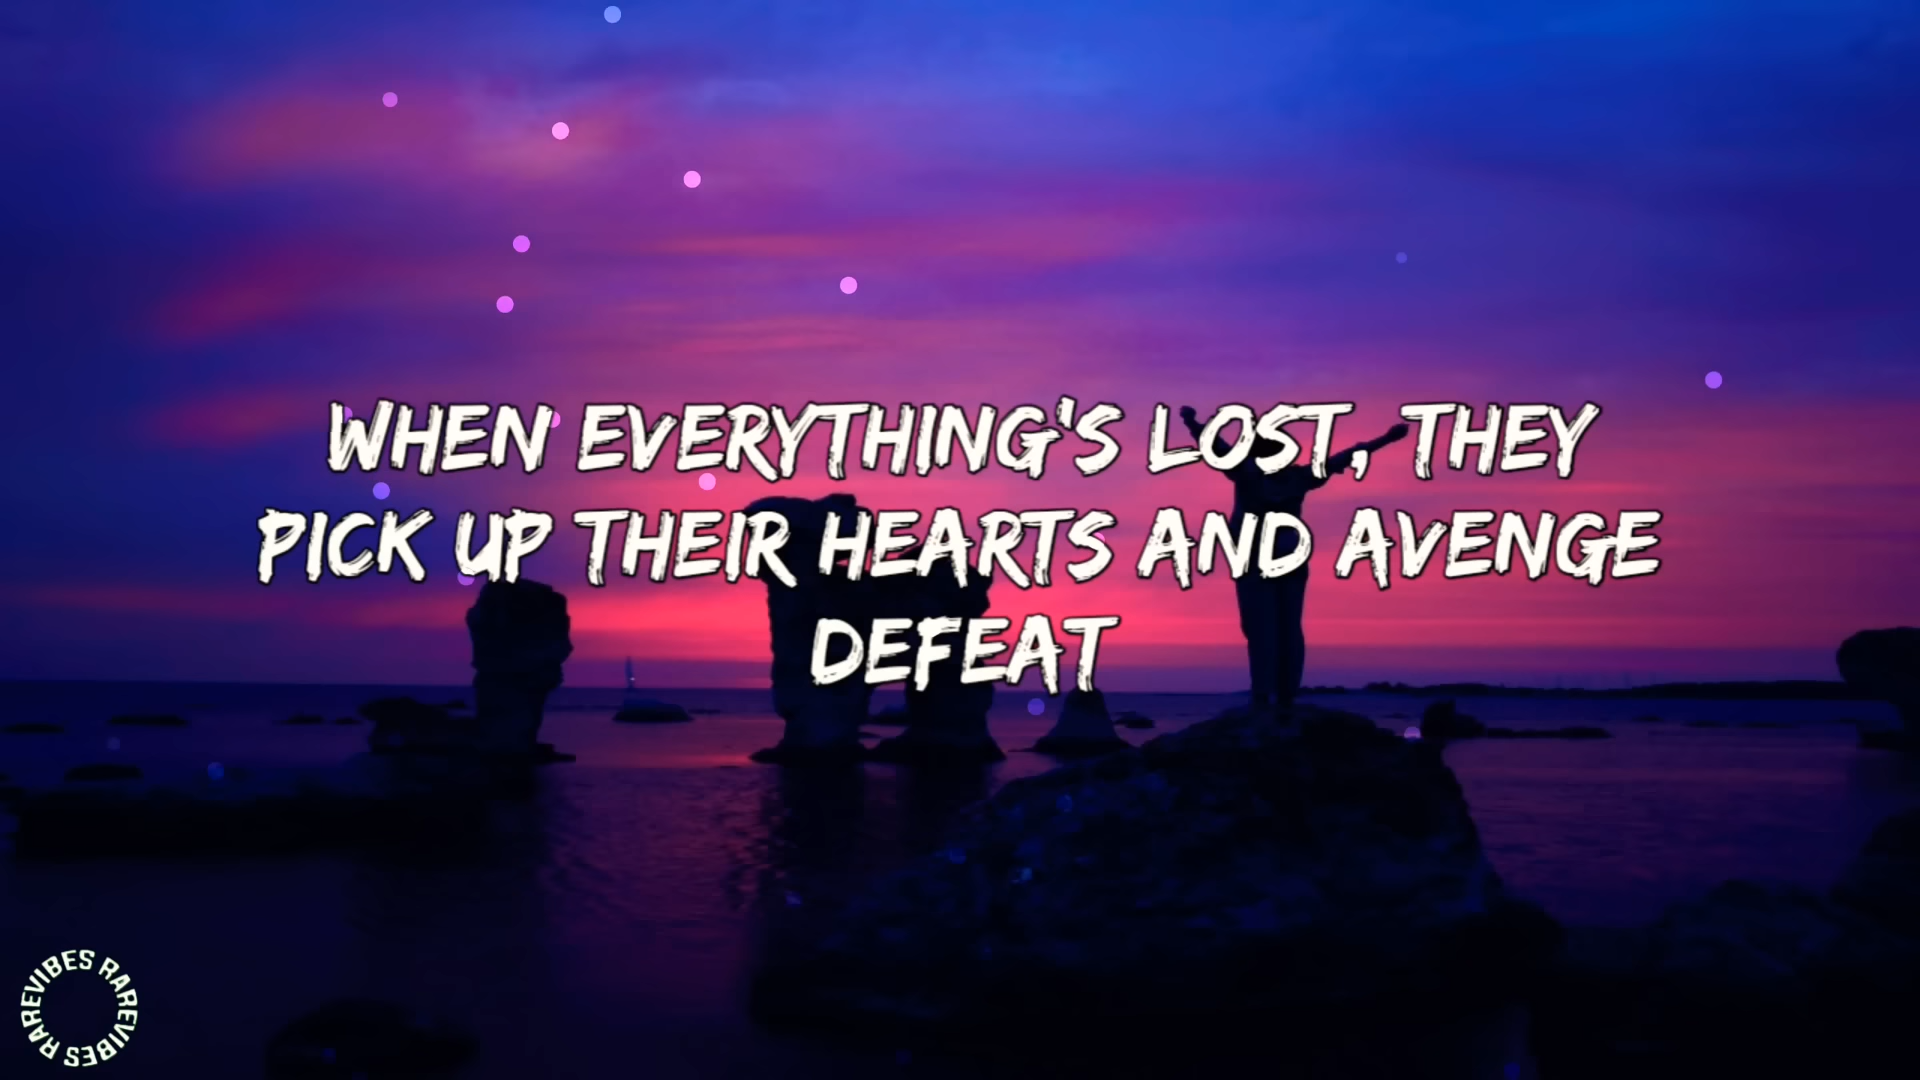 WHEN EVERYTHING'S LOST, THEY
PICK UP THEIR HEARTS AND AVENGE
DEFEAT
RAREVIBES RAREVIBES